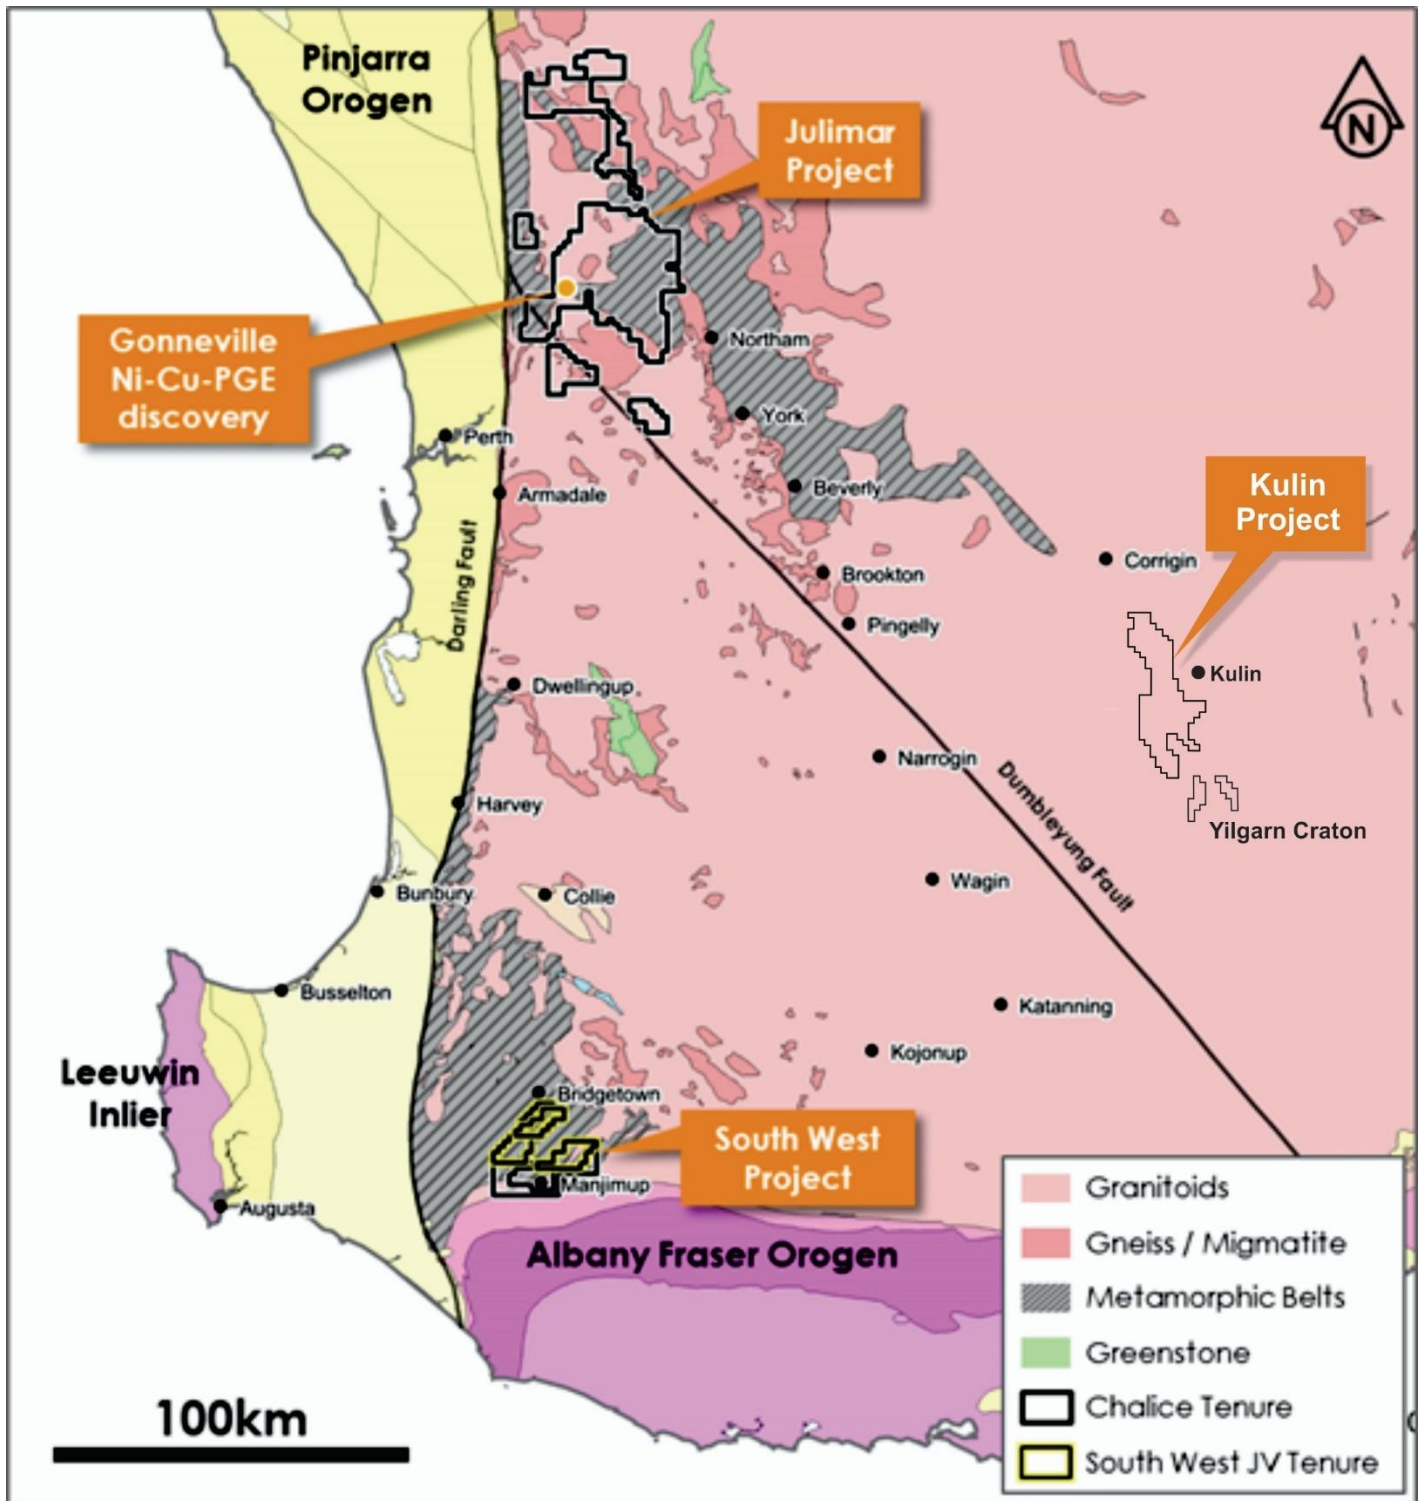 Pinjarra
Orogen
Julimar
Project
N
Gonneville
Ni-Cu-PGE
discovery
Northam
York
Perth
Beverly
Armadale
Kulin
Project
Darling Fault
Corrigin
Brookton
Pingelly
Kulin
Dwellingup
Narrogin
Dumbleyung Fault
Harvey
Yilgarn Craton
Bunbury
Collie
Wagin
Busselton
Katanning
Kojonup
Leeuwin
Inlier
Bridgetown
South West
Project
Manjimup
Augusta
Albany Fraser Orogen
Granitoids
Gneiss / Migmatite
Metamorphic Belts
Greenstone
Chalice Tenure
South West JV Tenure
100km